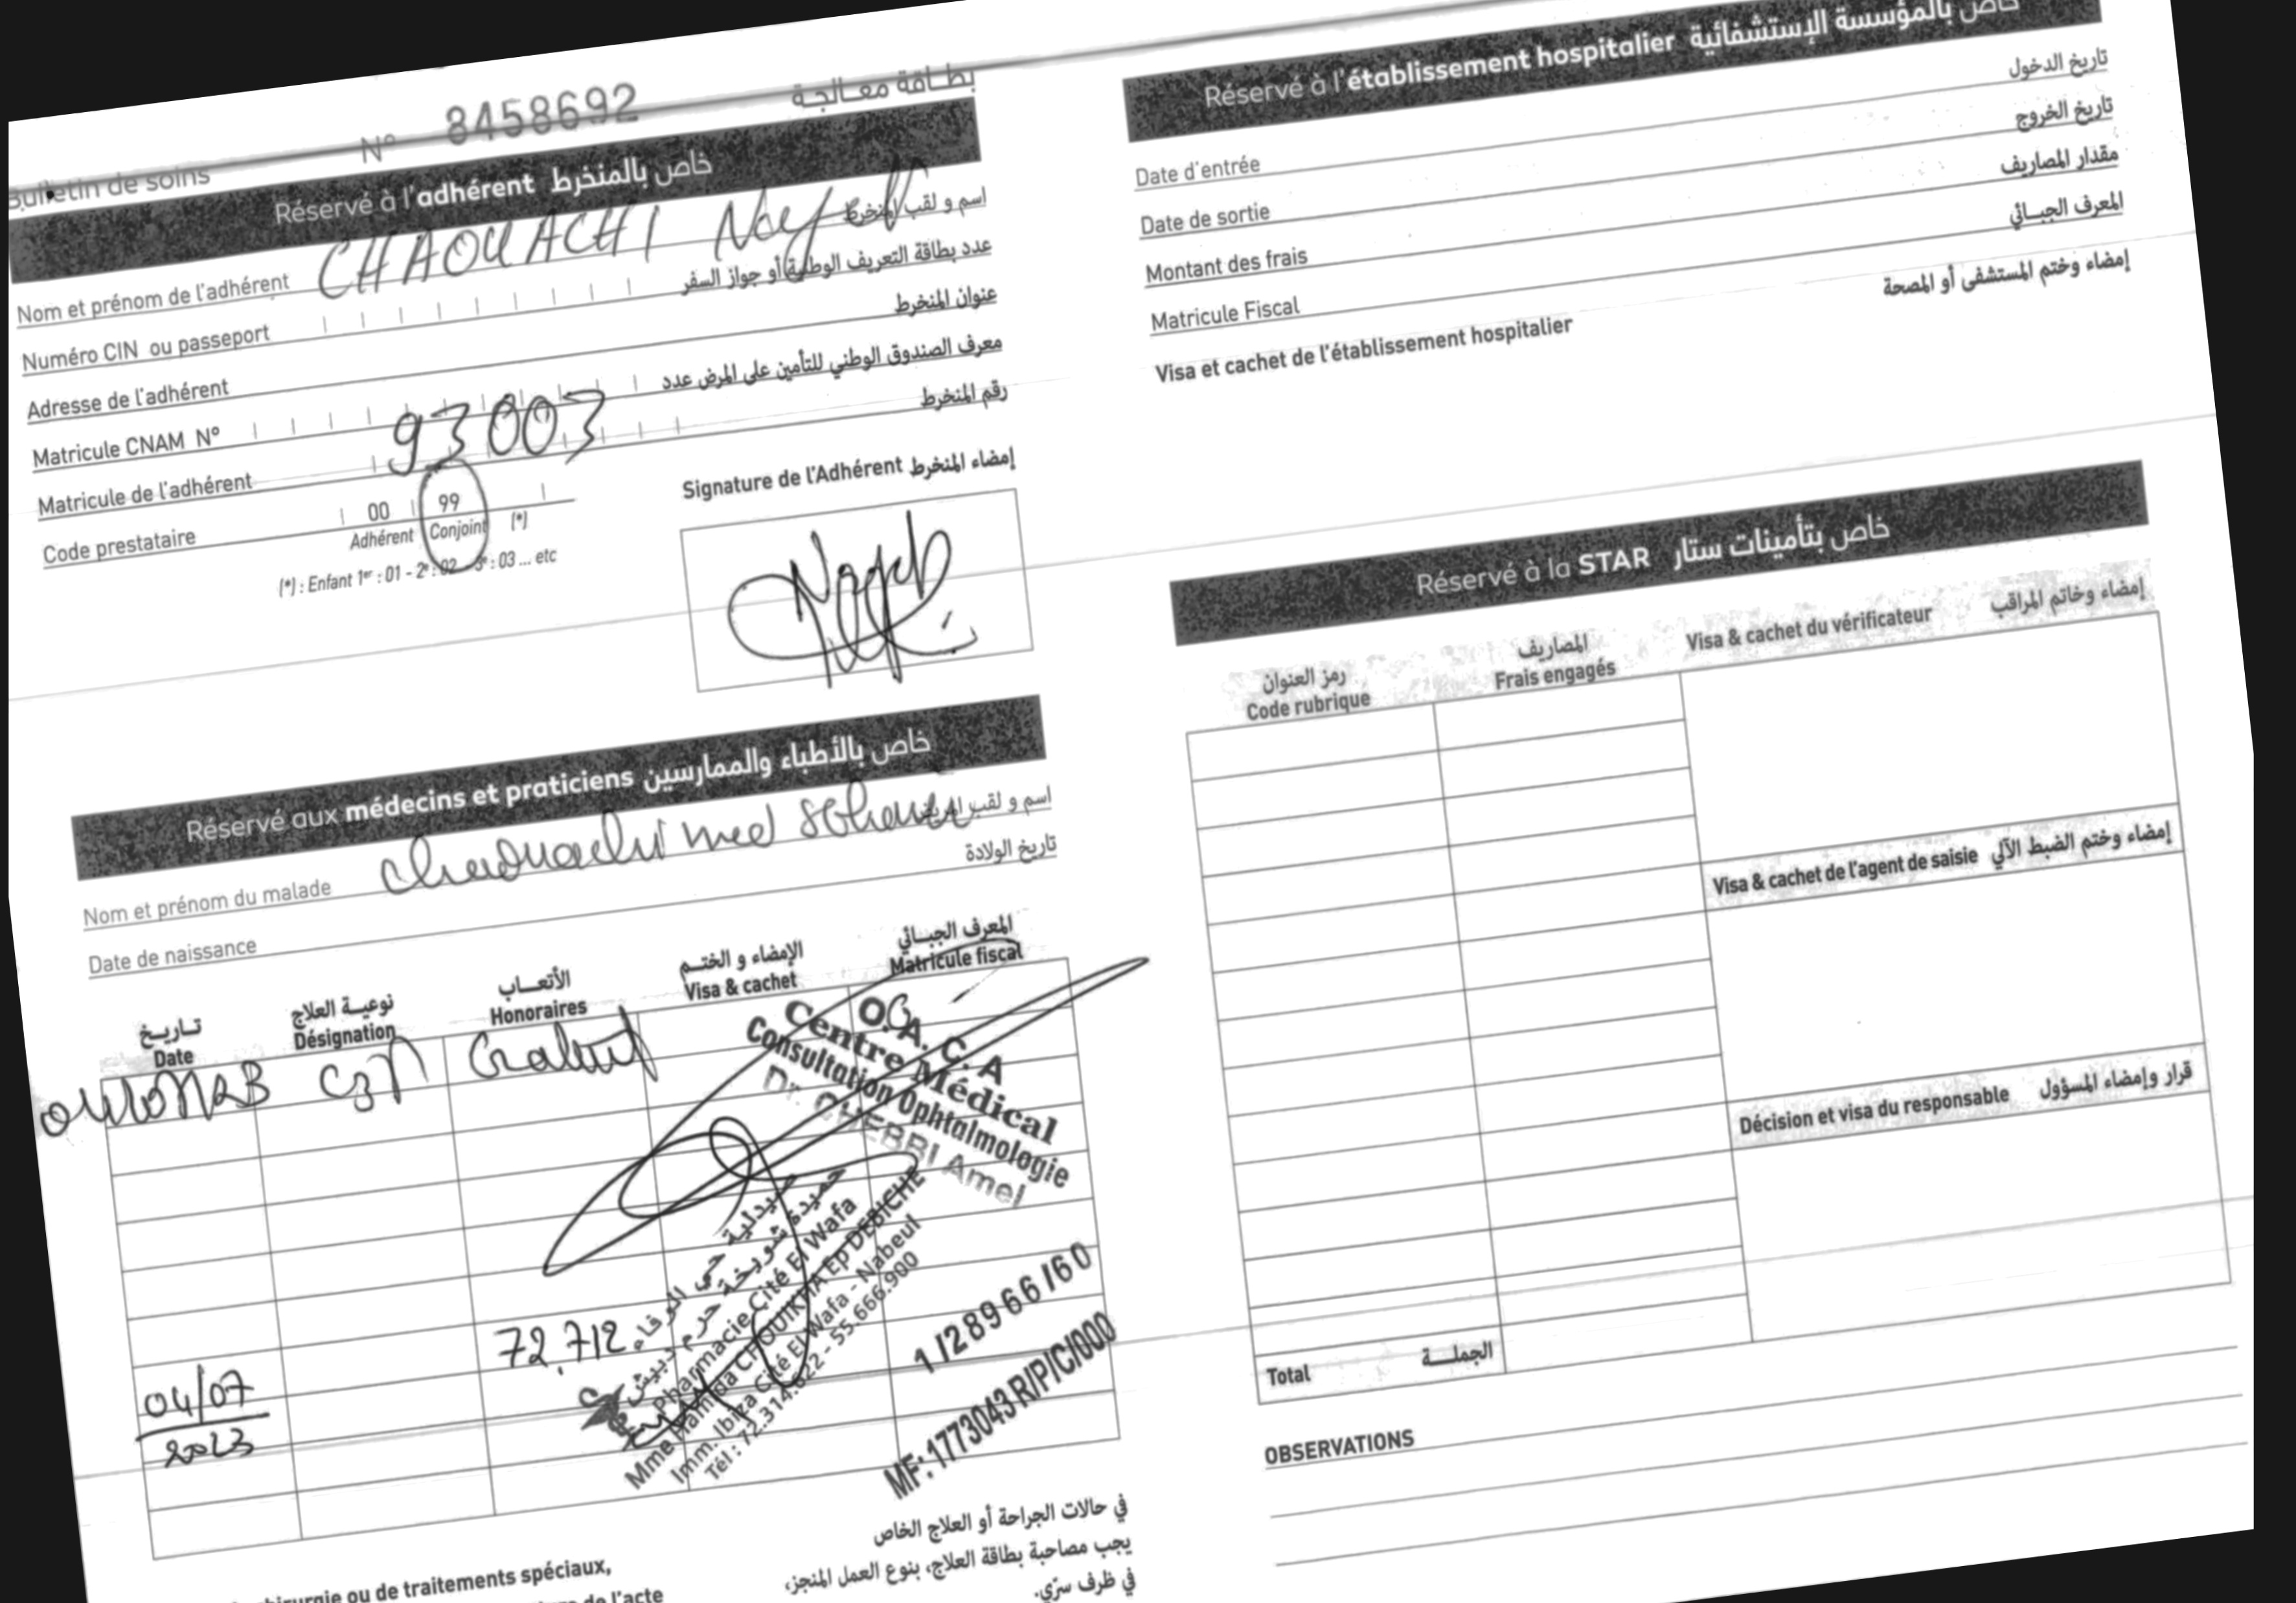 Bulletin de soins N° 8458692 بطاقة معالجة
Réservé à l'adhérent خاص بالمنخرط
Nom et prénom de l'adhérent CHAOUACHI اسم و لقب المنخرط
Numéro CIN ou passeport عدد بطاقة التعريف الوطنية أو جواز السفر
Adresse de l'adhérent عنوان المنخرط
Matricule CNAM N° معرف الصندوق الوطني للتأمين على المرض عدد
Matricule de l'adhérent 93003 رقم المنخرط
Code prestataire 00 99
Adhérent Conjoint (*)
(*) : Enfant 1er : 01 - 2e : 02 - 3e : 03 ... etc
Signature de l'Adhérent إمضاء المنخرط
Réservé aux médecins et praticiens خاص بالأطباء والممارسين
Nom et prénom du malade chaouachi med اسم و لقب المريض
Date de naissance تاريخ الولادة
تاريخ نوعية العلاج الأتعاب الإمضاء و الختم المعرف الجبائي
Date Désignation Honoraires Visa & cachet Matricule fiscal
O.A.C.A
Centre Médical
Consultation Ophtalmologie
Dr. CHEBBI Amel
04/07
2023
72,712
صيدلية حي الوفاء
حميدة شويخة حرم دبيش
Pharmacie Cité El Wafa
Mme Hamida CHOUIKHA Ep DEBICHE
Imm. Ibiza Cité El Wafa - Nabeul
Tél : 72.314.622 - 55.666.900
1/28966/60
MF: 1773043 R/P/C/000
في حالات الجراحة أو العلاج الخاص
يجب مصاحبة بطاقة العلاج، بنوع العمل المنجز،
في ظرف سرّي.
chirurgie ou de traitements spéciaux,
de l'acte
Réservé à l'établissement hospitalier خاص بالمؤسسة الإستشفائية
Date d'entrée تاريخ الدخول
Date de sortie تاريخ الخروج
Montant des frais مقدار المصاريف
Matricule Fiscal المعرف الجبائي
Visa et cachet de l'établissement hospitalier إمضاء وختم المستشفى أو المصحة
Réservé à la STAR خاص بتأمينات ستار
رمز العنوان المصاريف إمضاء وخاتم المراقب
Code rubrique Frais engagés Visa & cachet du vérificateur
Visa & cachet de l'agent de saisie إمضاء وختم الضبط الآلي
Décision et visa du responsable قرار وإمضاء المسؤول
Total الجملة
OBSERVATIONS